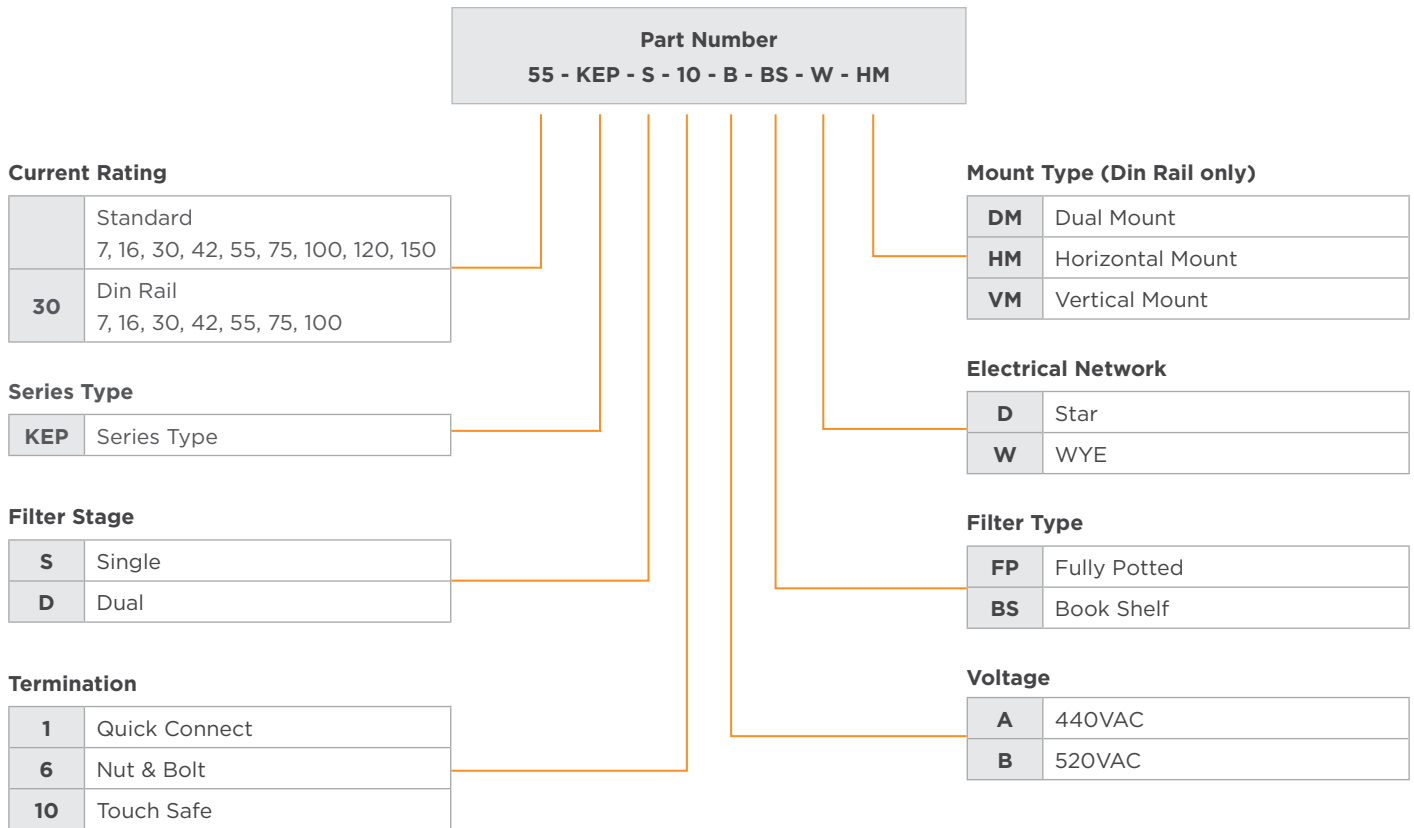 Part Number
55 - KEP - S - 10 - B - BS - W - HM
Current Rating
Standard
7, 16, 30, 42, 55, 75, 100, 120, 150
30
Din Rail
7, 16, 30, 42, 55, 75, 100
Series Type
KEP Series Type
Filter Stage
S Single
D Dual
Termination
1 Quick Connect
6 Nut & Bolt
10 Touch Safe
Mount Type (Din Rail only)
DM Dual Mount
HM Horizontal Mount
VM Vertical Mount
Electrical Network
D Star
W WYE
Filter Type
FP Fully Potted
BS Book Shelf
Voltage
A 440VAC
B 520VAC